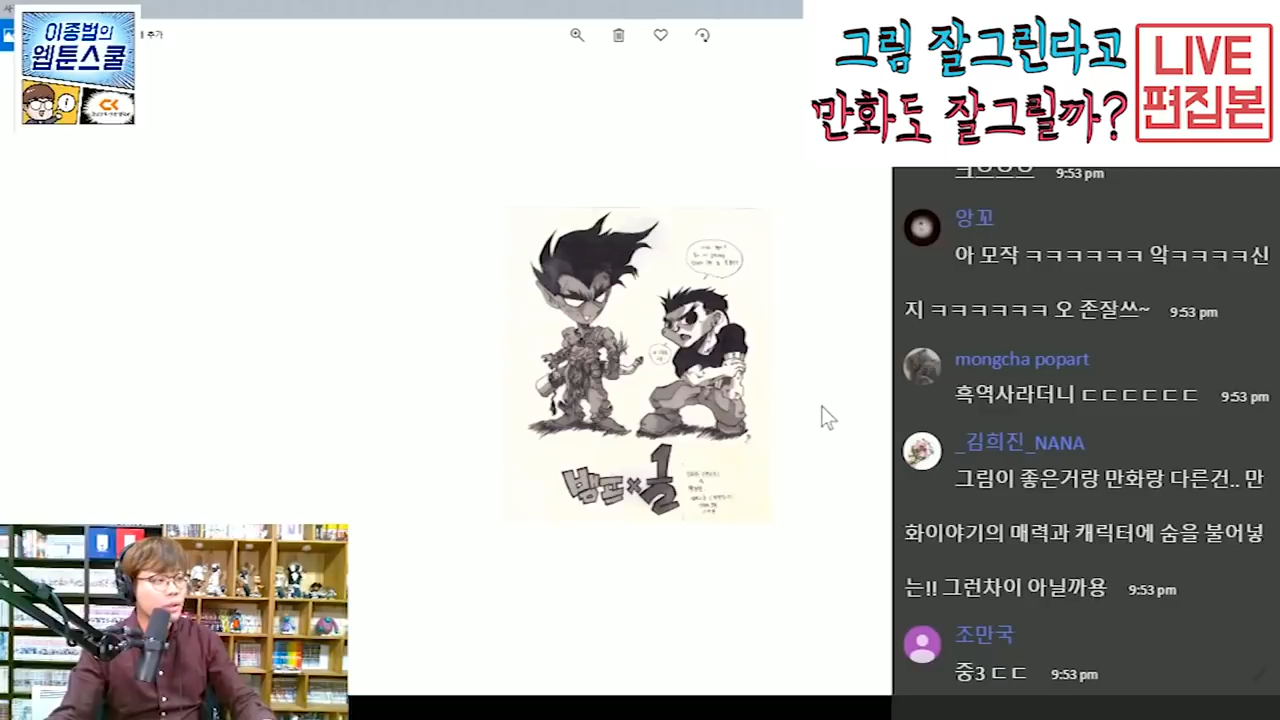 이종범의
웹툰스쿨
추가
그림 잘그린다고
만화도 잘그릴까?
LIVE
편집본
9:53 pm
앙꼬
아 모작 ㅋㅋㅋㅋㅋㅋ 악ㅋㅋㅋㅋ신
지 ㅋㅋㅋㅋㅋㅋ 오 존잘쓰~ 9:53 pm
mongcha popart
흑역사라더니 ㄷㄷㄷㄷㄷㄷ 9:53 pm
_김희진_NANA
그림이 좋은거랑 만화랑 다른건.. 만
화이야기의 매력과 캐릭터에 숨을 불어넣
는!! 그런차이 아닐까용 9:53 pm
조만국
중3 ㄷㄷ 9:53 pm